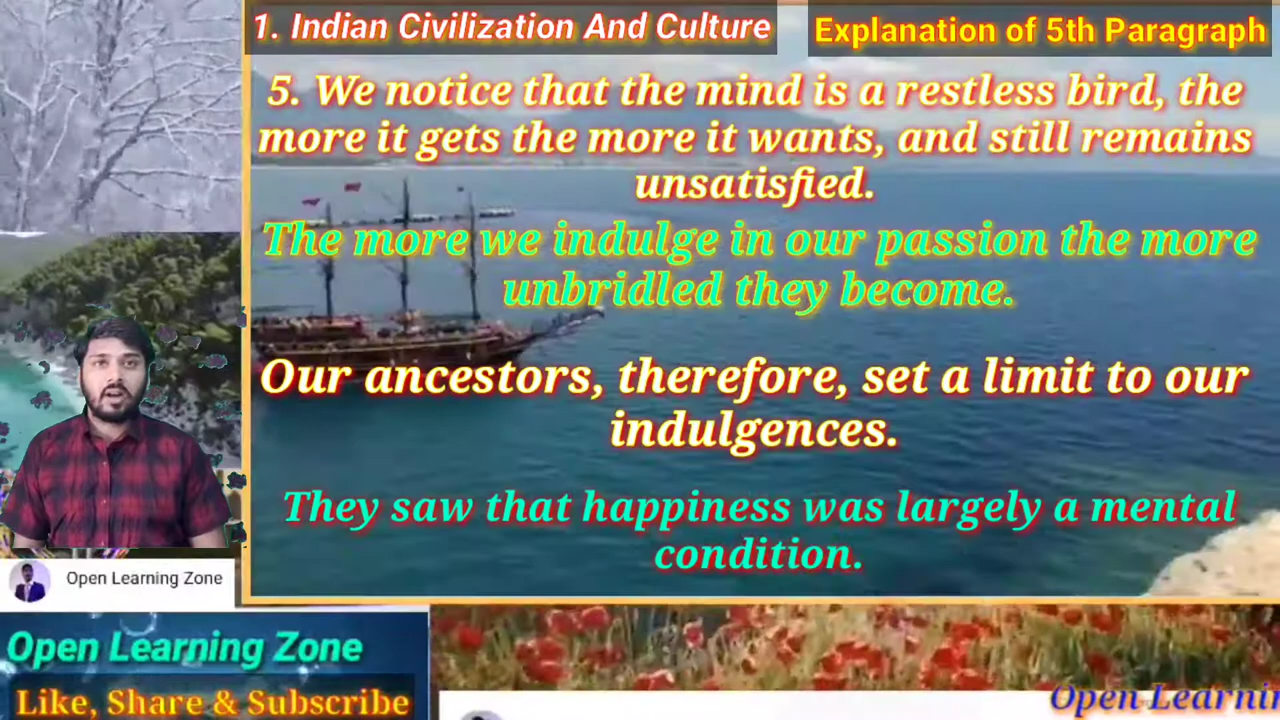 1. Indian Civilization And Culture
Explanation of 5th Paragraph
5. We notice that the mind is a restless bird, the
more it gets the more it wants, and still remains
unsatisfied.
The more we indulge in our passion the more
unbridled they become.
Our ancestors, therefore, set a limit to our
indulgences.
They saw that happiness was largely a mental
condition.
Open Learning Zone
Open Learning Zone
Like, Share & Subscribe
Open Learnin